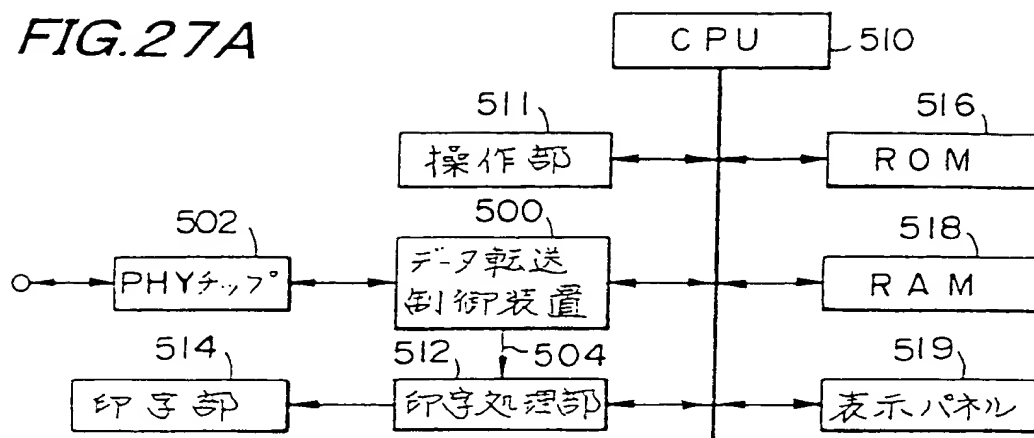 FIG.27A
CPU
510
511
操作部
516
ROM
502
PHYチップ
500
データ転送
制御装置
518
RAM
514
印字部
512
504
印字処理部
519
表示パネル